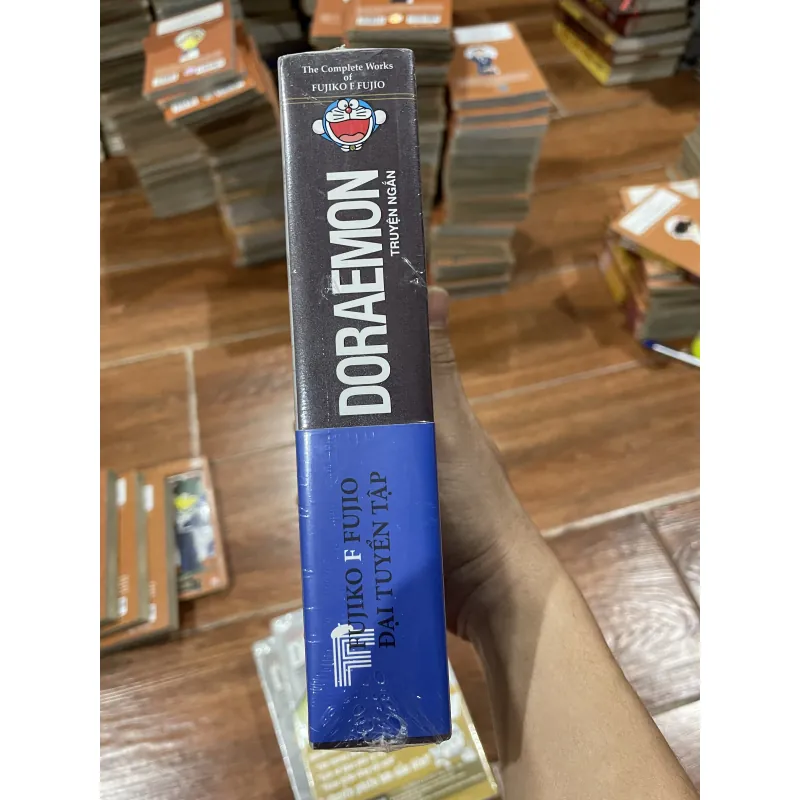 The Complete Works
of
FUJIKO F FUJIO
DORAEMON
TRUYỆN NGẮN
FUJIKO F FUJIO
ĐẠI TUYỂN TẬP